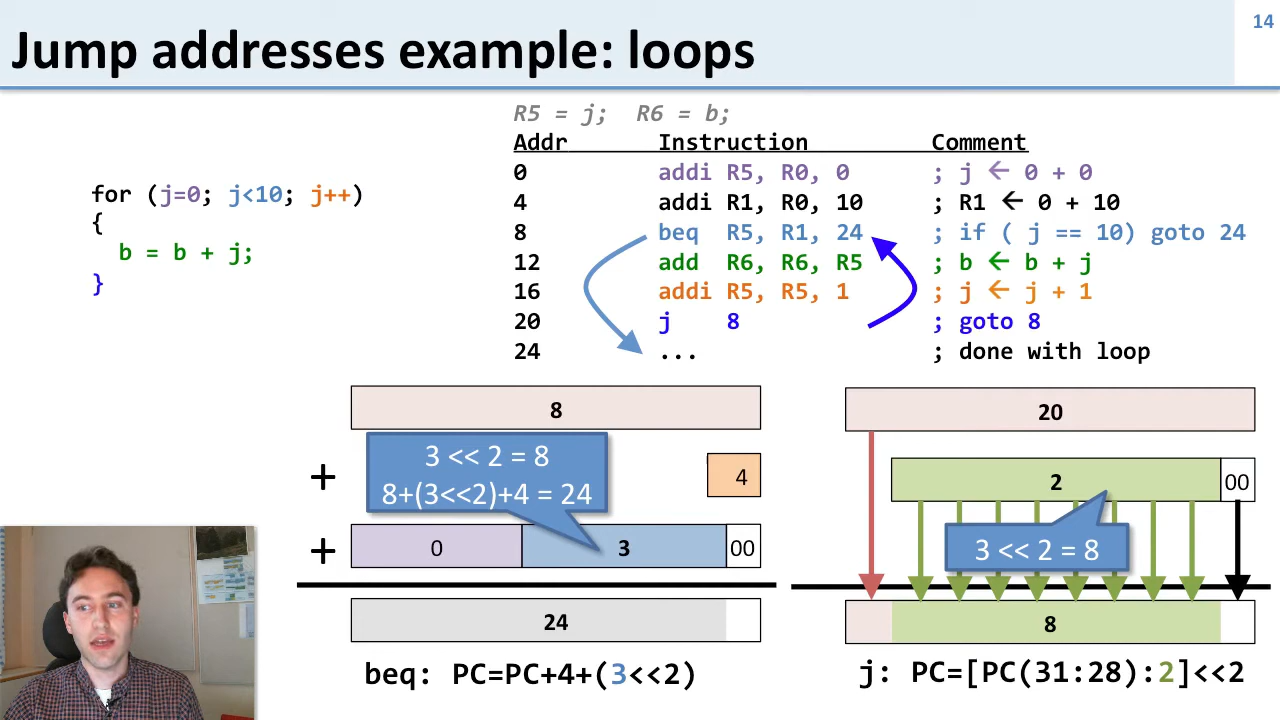 14
Jump addresses example: loops
R5 = j; R6 = b;
Addr Instruction Comment
0 addi R5, R0, 0 ; j ← 0 + 0
4 addi R1, R0, 10 ; R1 ← 0 + 10
8 beq R5, R1, 24 ; if ( j == 10) goto 24
12 add R6, R6, R5 ; b ← b + j
16 addi R5, R5, 1 ; j ← j + 1
20 j 8 ; goto 8
24 ... ; done with loop
for (j=0; j<10; j++)
{
b = b + j;
}
8
+ 4
3 << 2 = 8
8+(3<<2)+4 = 24
+ 0 3 00
24
beq: PC=PC+4+(3<<2)
20
2 00
3 << 2 = 8
8
j: PC=[PC(31:28):2]<<2